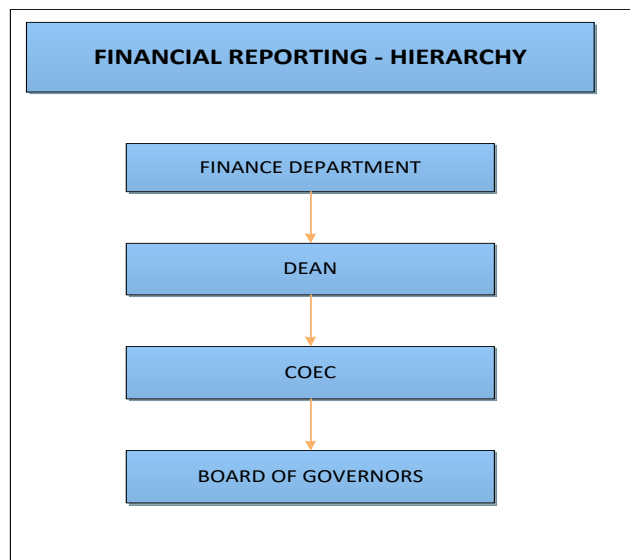 FINANCIAL REPORTING - HIERARCHY
FINANCE DEPARTMENT
DEAN
COEC
BOARD OF GOVERNORS